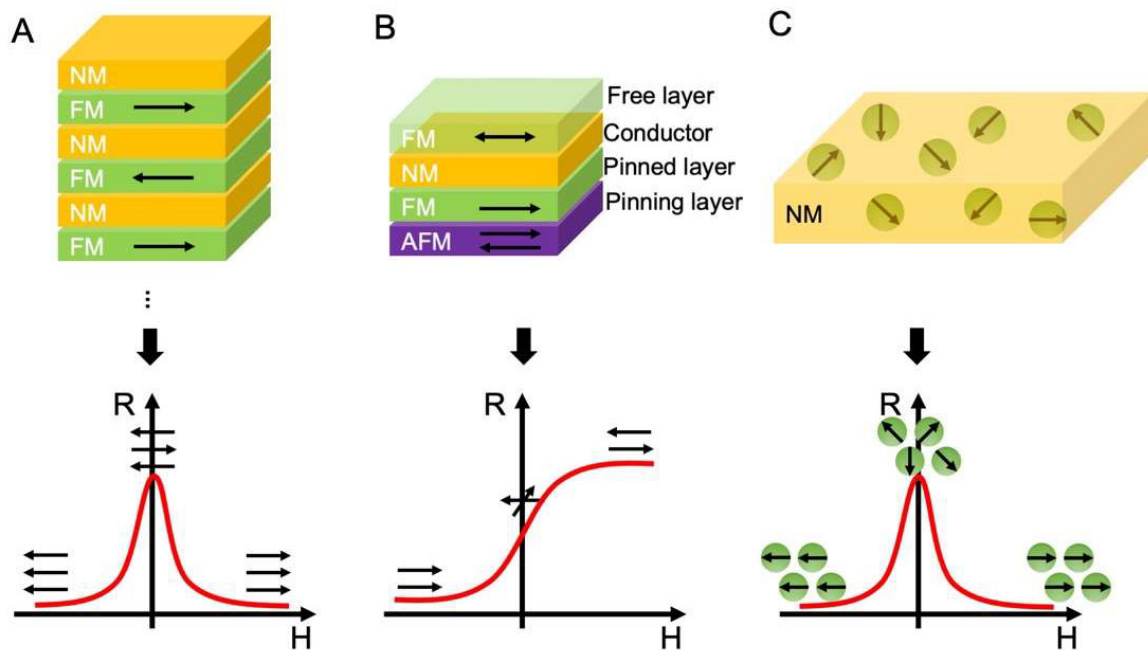 A
NM
FM
NM
FM
NM
FM
⋮
R
H
B
Free layer
FM
Conductor
NM
Pinned layer
FM
Pinning layer
AFM
R
H
C
NM
R
H